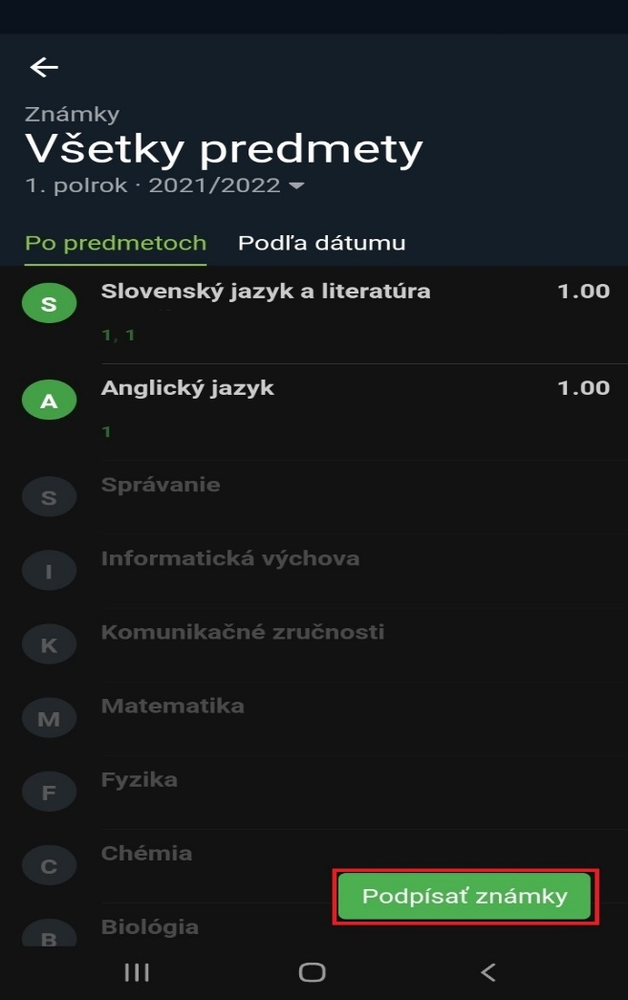 Známky
Všetky predmety
1. polrok · 2021/2022
Po predmetoch Podľa dátumu
S Slovenský jazyk a literatúra 1.00
1, 1
A Anglický jazyk 1.00
1
S Správanie
I Informatická výchova
K Komunikačné zručnosti
M Matematika
F Fyzika
C Chémia
Podpísať známky
B Biológia